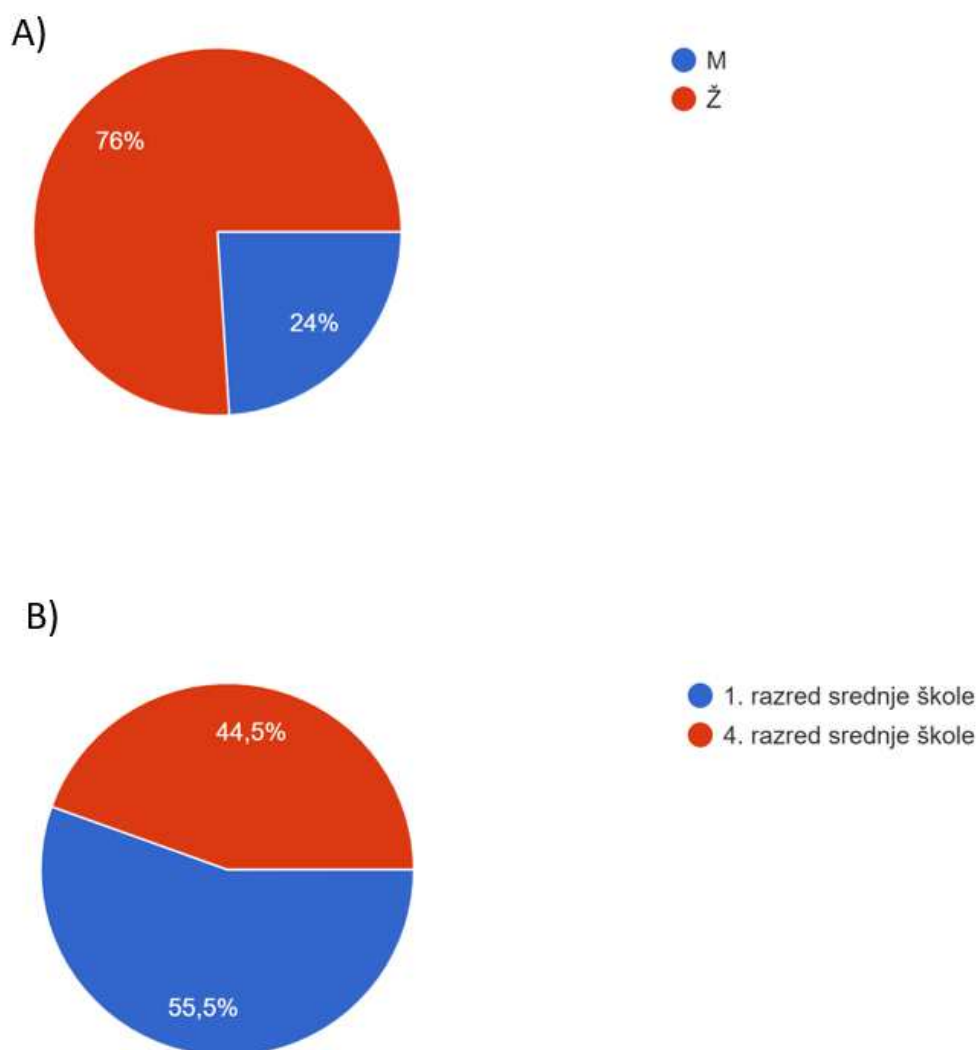 A)
M
Ž
76%
24%
B)
1. razred srednje škole
4. razred srednje škole
44,5%
55,5%